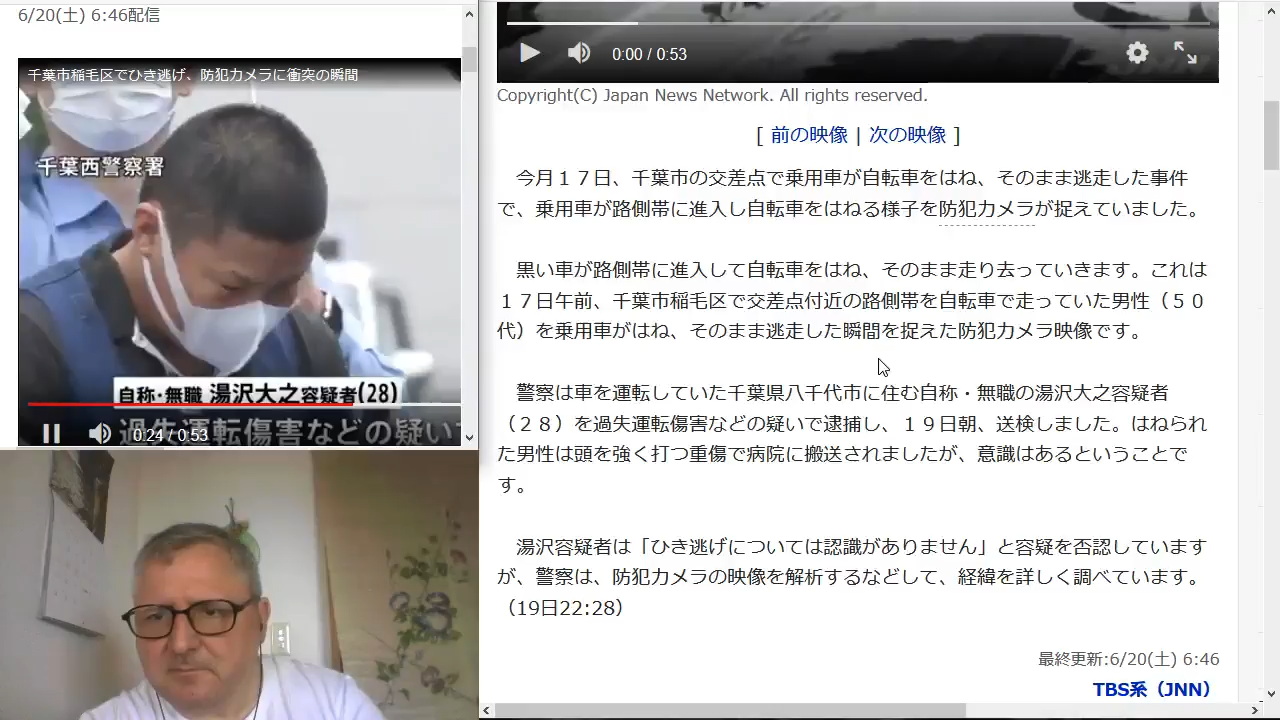 6/20(土) 6:46配信
千葉市稲毛区でひき逃げ、防犯カメラに衝突の瞬間
千葉西警察署
自称・無職 湯沢大之容疑者(28)
過失運転傷害などの疑いで
0:24 / 0:53
0:00 / 0:53
Copyright(C) Japan News Network. All rights reserved.
[ 前の映像 | 次の映像 ]
今月１７日、千葉市の交差点で乗用車が自転車をはね、そのまま逃走した事件
で、乗用車が路側帯に進入し自転車をはねる様子を防犯カメラが捉えていました。
黒い車が路側帯に進入して自転車をはね、そのまま走り去っていきます。これは
１７日午前、千葉市稲毛区で交差点付近の路側帯を自転車で走っていた男性（５０
代）を乗用車がはね、そのまま逃走した瞬間を捉えた防犯カメラ映像です。
警察は車を運転していた千葉県八千代市に住む自称・無職の湯沢大之容疑者
（２８）を過失運転傷害などの疑いで逮捕し、１９日朝、送検しました。はねられ
た男性は頭を強く打つ重傷で病院に搬送されましたが、意識はあるということで
す。
湯沢容疑者は「ひき逃げについては認識がありません」と容疑を否認しています
が、警察は、防犯カメラの映像を解析するなどして、経緯を詳しく調べています。
（19日22:28）
最終更新:6/20(土) 6:46
TBS系（JNN）